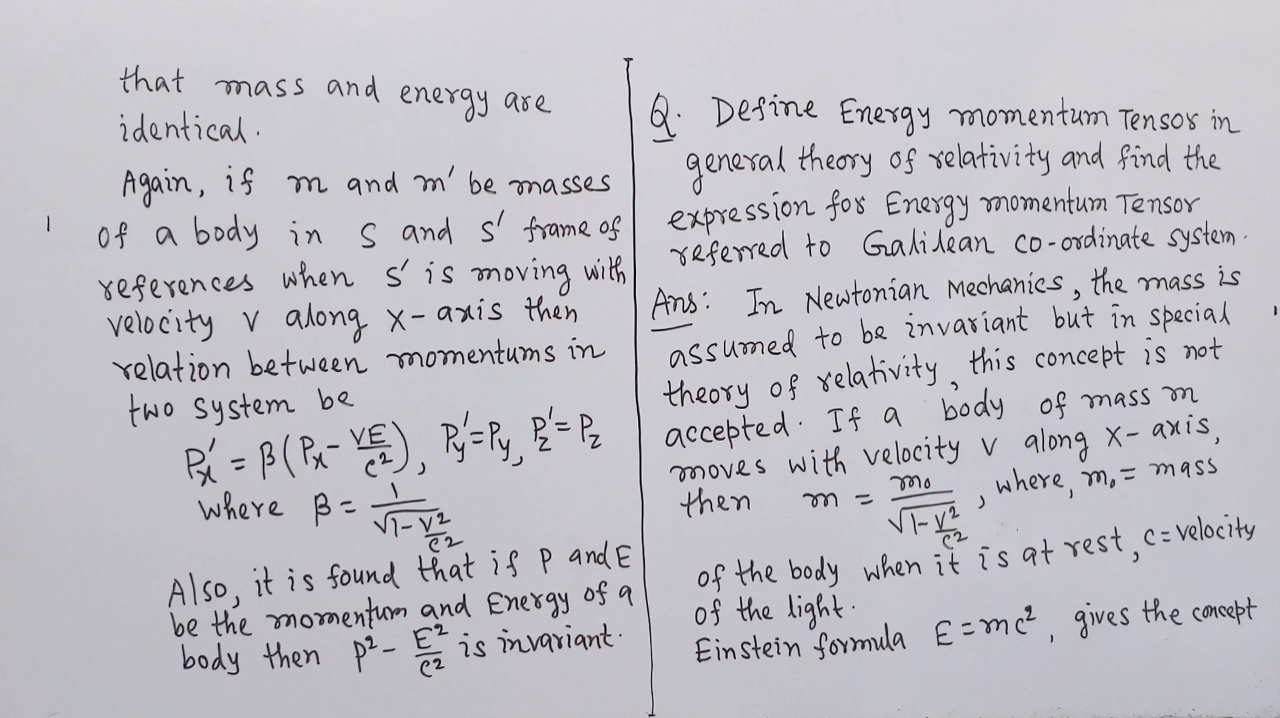 that mass and energy are
identical.
Again, if m and m' be masses
of a body in S and S' frame of
references when S' is moving with
velocity v along X-axis then
relation between momentums in
two system be
Px' = β(Px - VE/c²), Py' = Py, Pz' = Pz
where β = 1/√(1 - V²/c²)
Also, it is found that if P and E
be the momentum and Energy of a
body then P² - E²/c² is invariant.
Q. Define Energy momentum Tensor in
general theory of relativity and find the
expression for Energy momentum Tensor
referred to Galilean co-ordinate system.
Ans: In Newtonian Mechanics, the mass is
assumed to be invariant but in special
theory of relativity, this concept is not
accepted. If a body of mass m
moves with velocity v along X-axis,
then m = m₀/√(1 - V²/c²), where, m₀ = mass
of the body when it is at rest, c = velocity
of the light.
Einstein formula E = mc², gives the concept